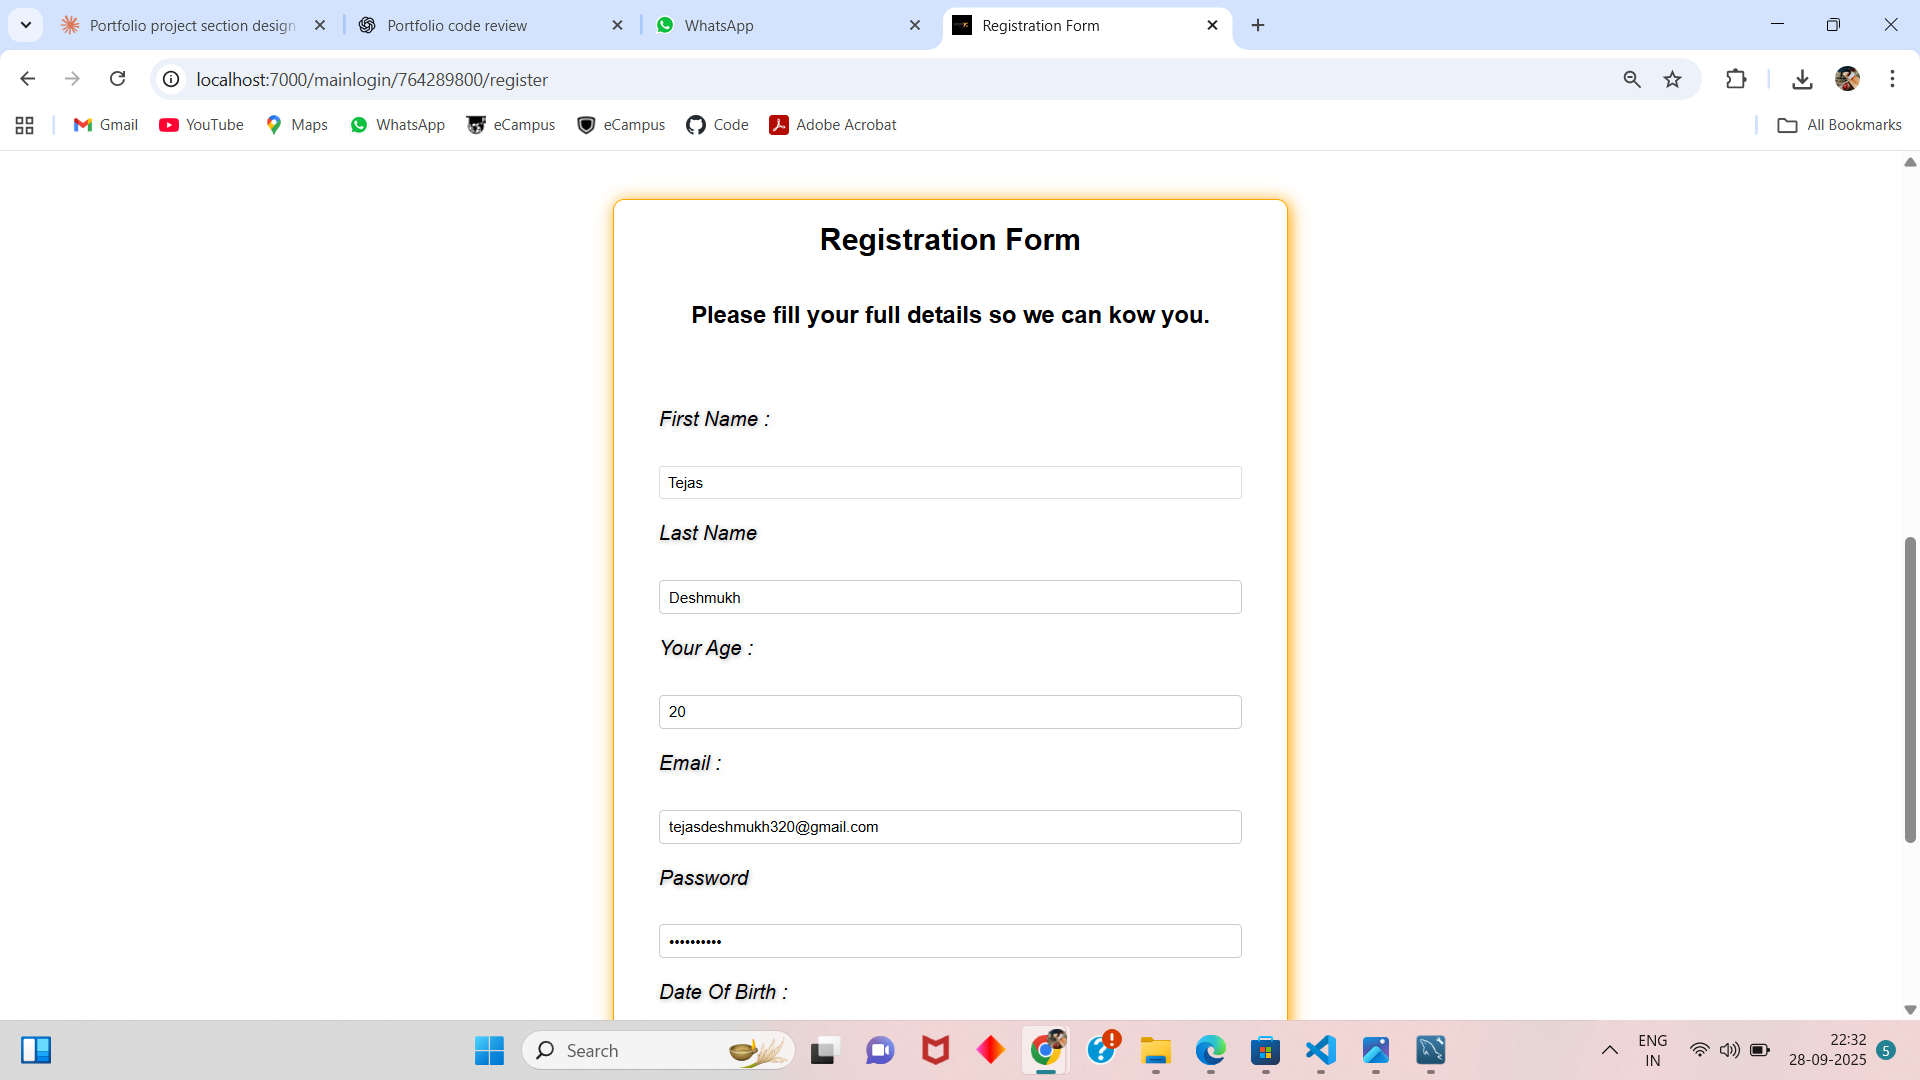 Portfolio project section design
Portfolio code review
WhatsApp
Registration Form
localhost:7000/mainlogin/764289800/register
Gmail
YouTube
Maps
WhatsApp
eCampus
eCampus
Code
Adobe Acrobat
All Bookmarks
Registration Form
Please fill your full details so we can kow you.
First Name :
Tejas
Last Name
Deshmukh
Your Age :
20
Email :
tejasdeshmukh320@gmail.com
Password
••••••••••
Date Of Birth :
Search
ENG
IN
22:32
28-09-2025
5